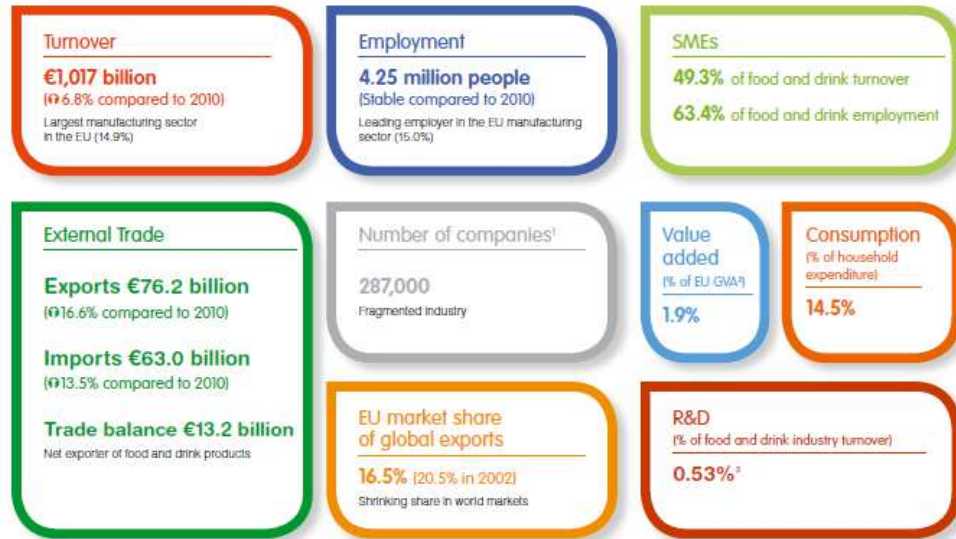 Turnover
€1,017 billion
(6.8% compared to 2010)
Largest manufacturing sector
in the EU (14.9%)
Employment
4.25 million people
(Stable compared to 2010)
Leading employer in the EU manufacturing
sector (15.0%)
SMEs
49.3% of food and drink turnover
63.4% of food and drink employment
External Trade
Exports €76.2 billion
(16.6% compared to 2010)
Imports €63.0 billion
(13.5% compared to 2010)
Trade balance €13.2 billion
Net exporter of food and drink products
Number of companies¹
287,000
Fragmented industry
Value
added
(% of EU GVA²)
1.9%
Consumption
(% of household
expenditure)
14.5%
EU market share
of global exports
16.5% (20.5% in 2002)
Shrinking share in world markets
R&D
(% of food and drink industry turnover)
0.53%³